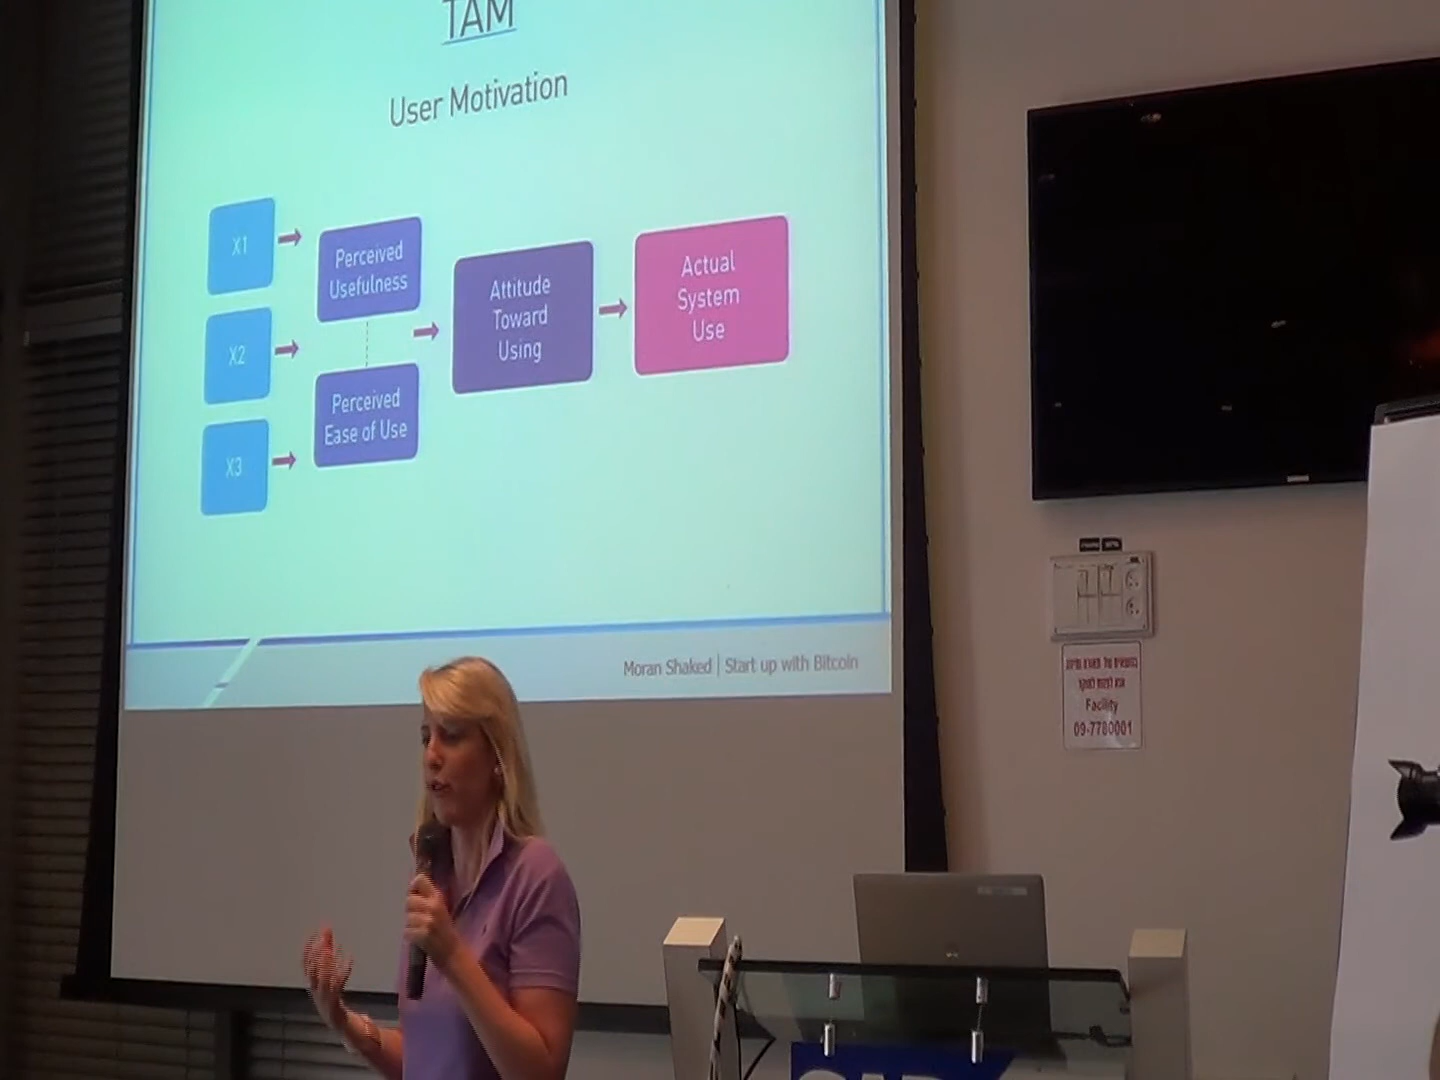 TAM
User Motivation
X1
Perceived
Usefulness
X2
Perceived
Ease of Use
X3
Attitude
Toward
Using
Actual
System
Use
Moran Shaked | Start up with Bitcoin
Facility
09-7780001